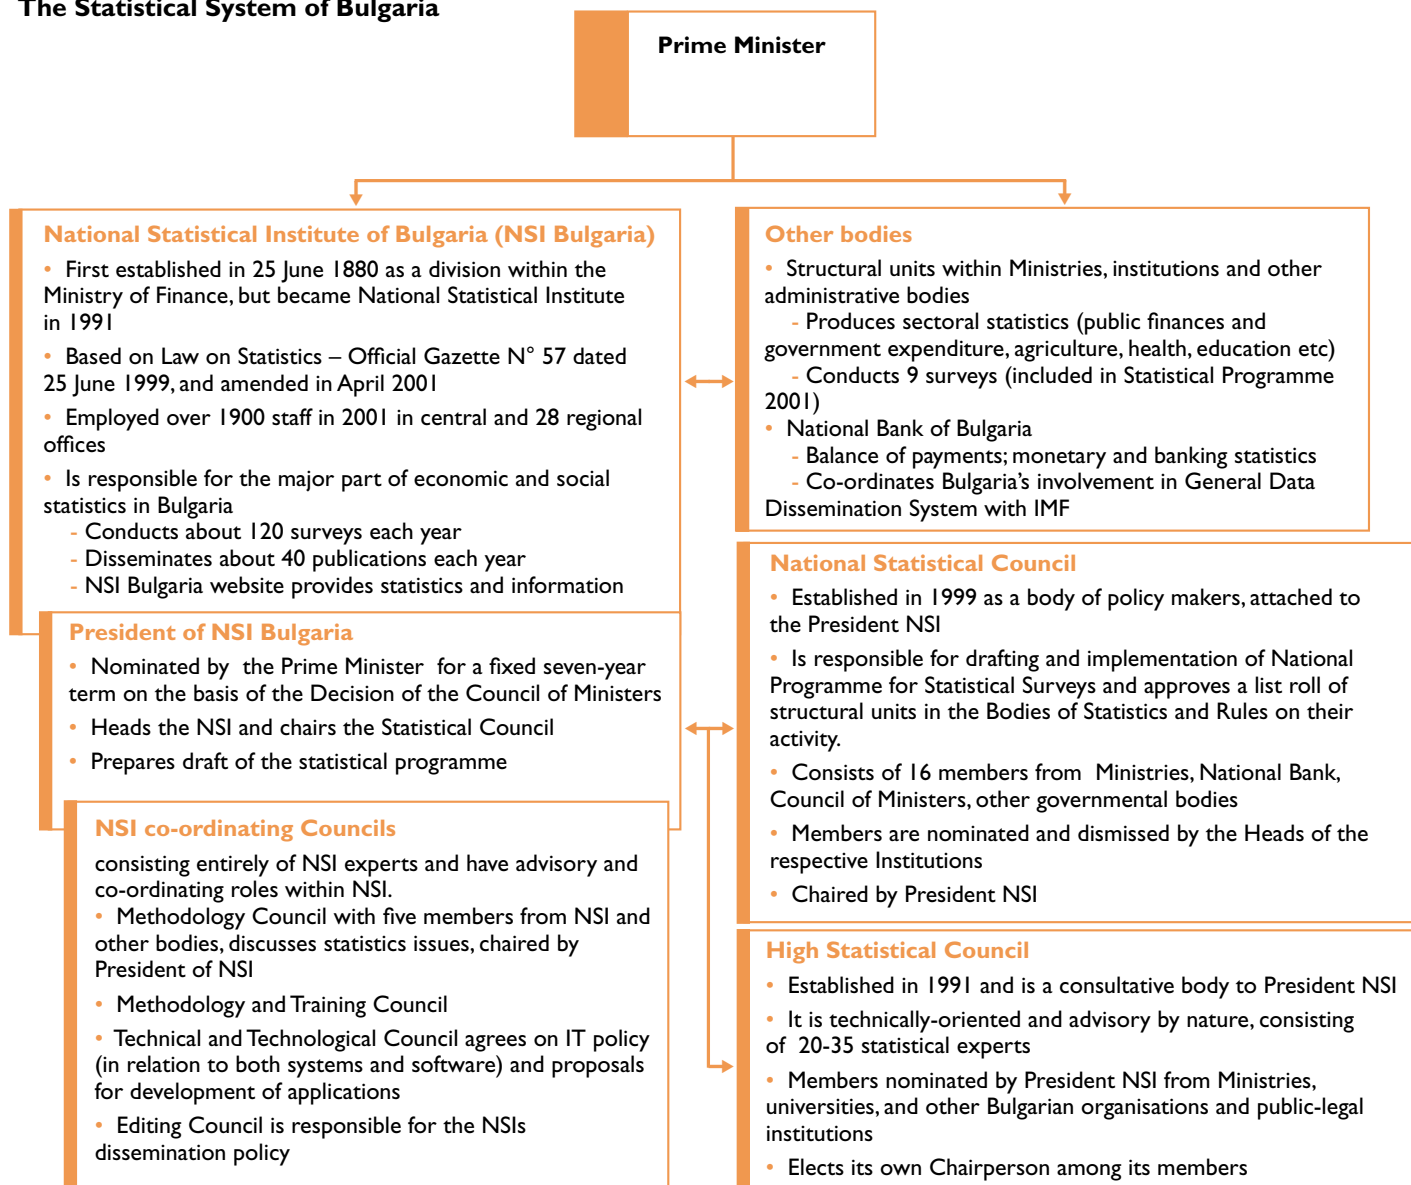 The Statistical System of Bulgaria
Prime Minister
National Statistical Institute of Bulgaria (NSI Bulgaria)
• First established in 25 June 1880 as a division within the
Ministry of Finance, but became National Statistical Institute
in 1991
• Based on Law on Statistics – Official Gazette N° 57 dated
25 June 1999, and amended in April 2001
• Employed over 1900 staff in 2001 in central and 28 regional
offices
• Is responsible for the major part of economic and social
statistics in Bulgaria
- Conducts about 120 surveys each year
- Disseminates about 40 publications each year
- NSI Bulgaria website provides statistics and information
President of NSI Bulgaria
• Nominated by the Prime Minister for a fixed seven-year
term on the basis of the Decision of the Council of Ministers
• Heads the NSI and chairs the Statistical Council
• Prepares draft of the statistical programme
NSI co-ordinating Councils
consisting entirely of NSI experts and have advisory and
co-ordinating roles within NSI.
• Methodology Council with five members from NSI and
other bodies, discusses statistics issues, chaired by
President of NSI
• Methodology and Training Council
• Technical and Technological Council agrees on IT policy
(in relation to both systems and software) and proposals
for development of applications
• Editing Council is responsible for the NSIs
dissemination policy
Other bodies
• Structural units within Ministries, institutions and other
administrative bodies
- Produces sectoral statistics (public finances and
government expenditure, agriculture, health, education etc)
- Conducts 9 surveys (included in Statistical Programme
2001)
• National Bank of Bulgaria
- Balance of payments; monetary and banking statistics
- Co-ordinates Bulgaria's involvement in General Data
Dissemination System with IMF
National Statistical Council
• Established in 1999 as a body of policy makers, attached to
the President NSI
• Is responsible for drafting and implementation of National
Programme for Statistical Surveys and approves a list roll of
structural units in the Bodies of Statistics and Rules on their
activity.
• Consists of 16 members from Ministries, National Bank,
Council of Ministers, other governmental bodies
• Members are nominated and dismissed by the Heads of the
respective Institutions
• Chaired by President NSI
High Statistical Council
• Established in 1991 and is a consultative body to President NSI
• It is technically-oriented and advisory by nature, consisting
of 20-35 statistical experts
• Members nominated by President NSI from Ministries,
universities, and other Bulgarian organisations and public-legal
institutions
• Elects its own Chairperson among its members